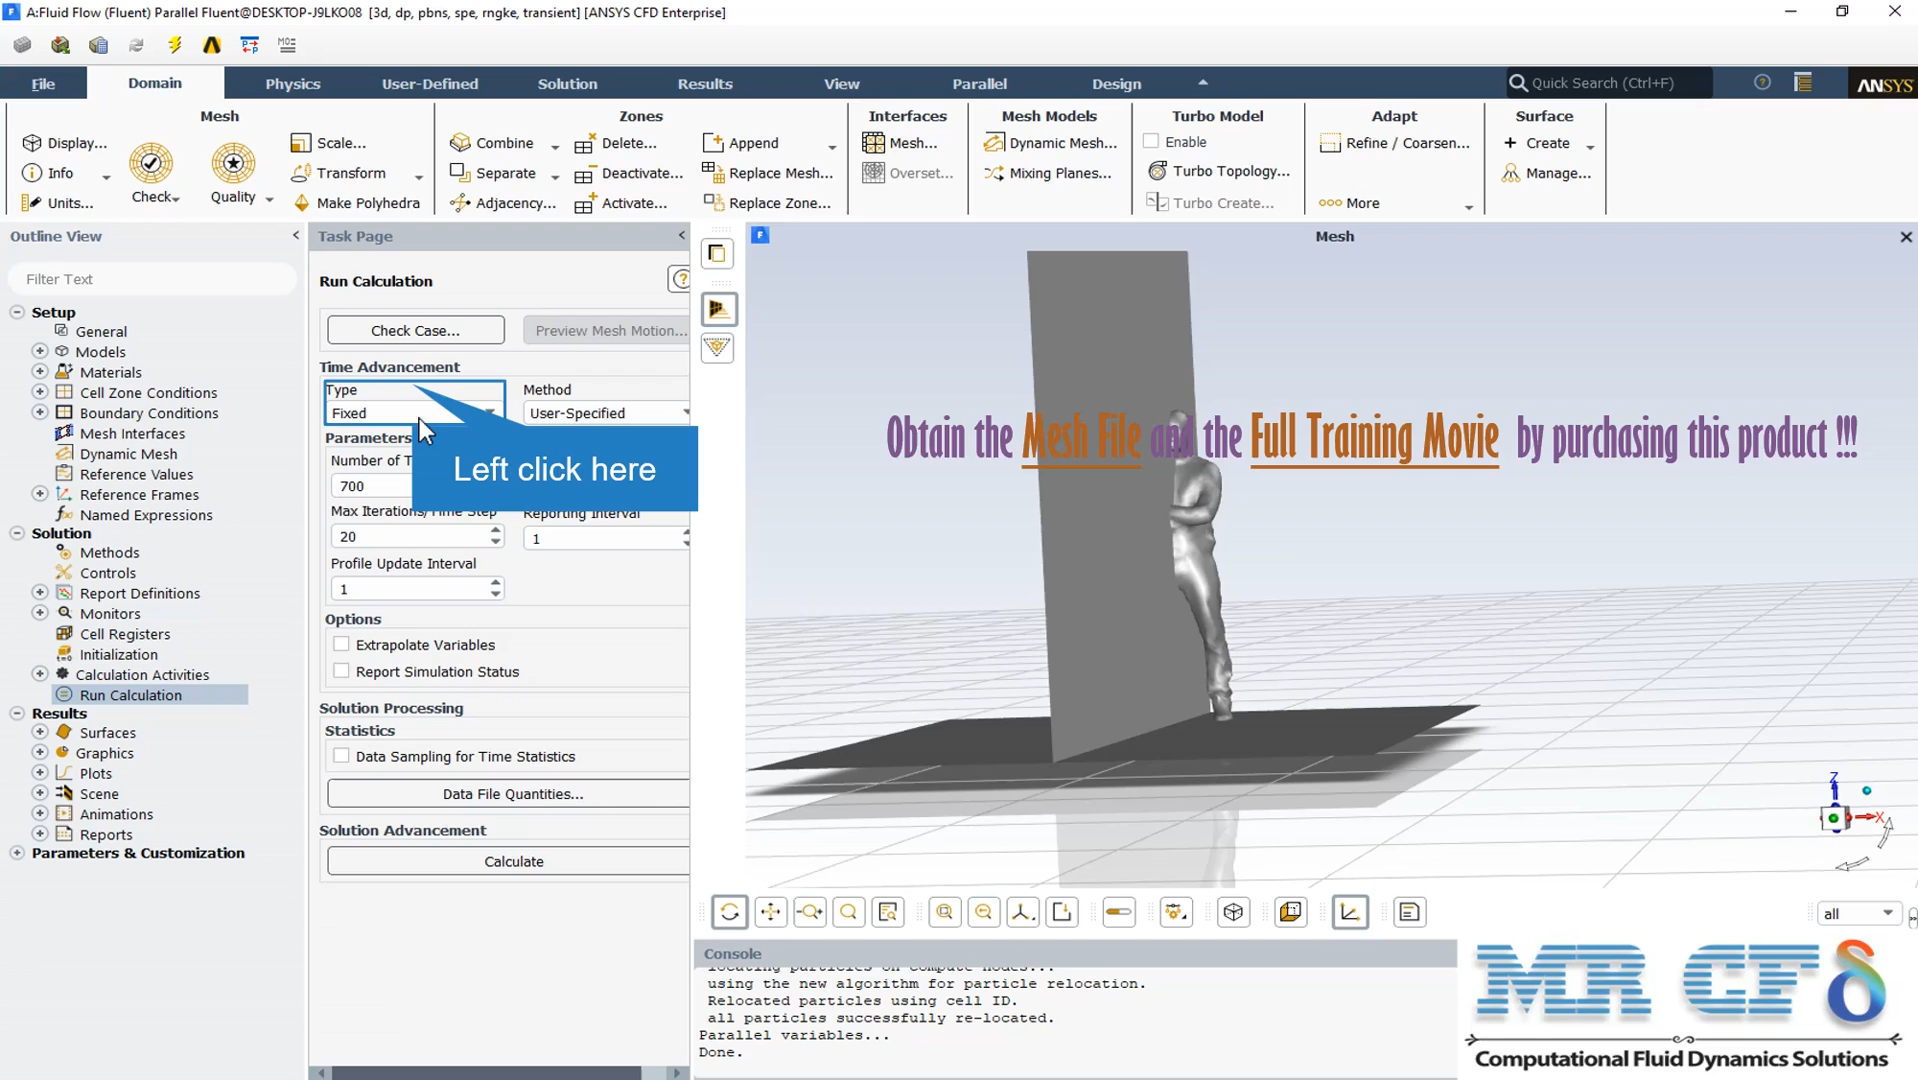 A:Fluid Flow (Fluent) Parallel Fluent@DESKTOP-J9LKO08 [3d, dp, pbns, spe, rngke, transient] [ANSYS CFD Enterprise]
File Domain Physics User-Defined Solution Results View Parallel Design Quick Search (Ctrl+F) ANSYS
Mesh Zones Interfaces Mesh Models Turbo Model Adapt Surface
Display... Scale... Combine Delete... Append Mesh... Dynamic Mesh... Enable Refine / Coarsen... Create
Info Transform Separate Deactivate... Replace Mesh... Overset... Mixing Planes... Turbo Topology... Manage...
Units... Check Quality Make Polyhedra Adjacency... Activate... Replace Zone... Turbo Create... More
Outline View
Filter Text
Setup
General
Models
Materials
Cell Zone Conditions
Boundary Conditions
Mesh Interfaces
Dynamic Mesh
Reference Values
Reference Frames
Named Expressions
Solution
Methods
Controls
Report Definitions
Monitors
Cell Registers
Initialization
Calculation Activities
Run Calculation
Results
Surfaces
Graphics
Plots
Scene
Animations
Reports
Parameters & Customization
Task Page
Run Calculation
Check Case... Preview Mesh Motion...
Time Advancement
Type Method
Fixed User-Specified
Parameters
Number of T
Left click here
700
Max Iterations/Time Step Reporting Interval
20 1
Profile Update Interval
1
Options
Extrapolate Variables
Report Simulation Status
Solution Processing
Statistics
Data Sampling for Time Statistics
Data File Quantities...
Solution Advancement
Calculate
Mesh
Obtain the Mesh File and the Full Training Movie by purchasing this product !!!
Z
X
all
Console
locating particles on compute nodes...
using the new algorithm for particle relocation.
Relocated particles using cell ID.
all particles successfully re-located.
Parallel variables...
Done.
MR CFδ
Computational Fluid Dynamics Solutions